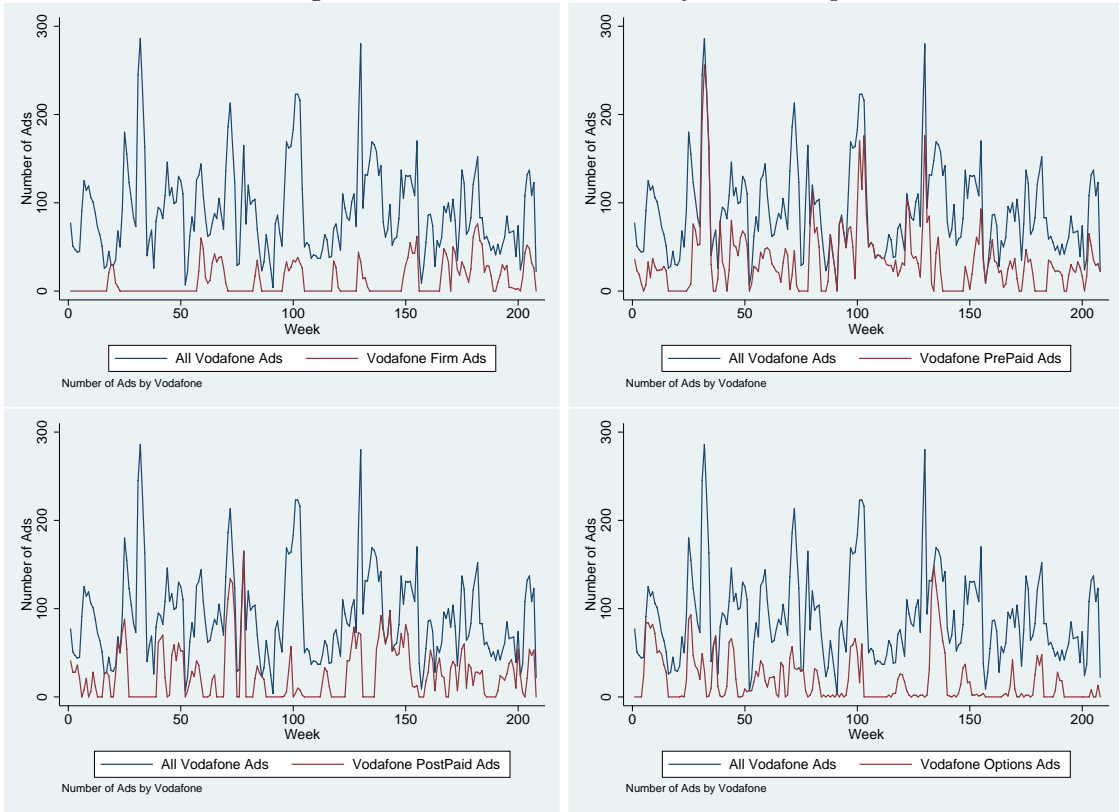 Number of Ads
300
200
100
0
0
50
100
150
200
Week
All Vodafone Ads
Vodafone Firm Ads
Number of Ads by Vodafone
Number of Ads
300
200
100
0
0
50
100
150
200
Week
All Vodafone Ads
Vodafone PrePaid Ads
Number of Ads by Vodafone
Number of Ads
300
200
100
0
0
50
100
150
200
Week
All Vodafone Ads
Vodafone PostPaid Ads
Number of Ads by Vodafone
Number of Ads
300
200
100
0
0
50
100
150
200
Week
All Vodafone Ads
Vodafone Options Ads
Number of Ads by Vodafone